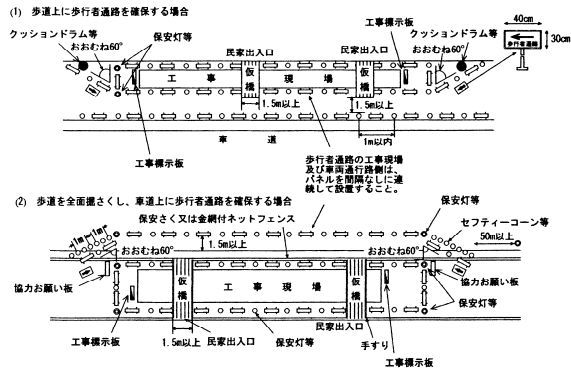 (1) 歩道上に歩行者通路を確保する場合
40cm
30cm
歩行者通路
クッションドラム等
おおむね60°
保安灯等
民家出入口
民家出入口
工事標示板
クッションドラム等
おおむね60°
工事現場
仮橋
仮橋
1.5m以上
1.5m以上
1m以内
工事標示板
車道
歩行者通路の工事現場
及び車両通行路側は、
パネルを間隔なしに連
続して設置すること。
(2) 歩道を全面掘さくし、車道上に歩行者通路を確保する場合
保安さく又は金網付ネットフェンス
保安灯等
セフティーコーン等
50m以上
1m
1m
1.5m以上
おおむね60°
おおむね60°
協力お願い板
協力お願い板
仮橋
工事現場
仮橋
保安灯等
民家出入口
手すり
工事標示板
1.5m以上
民家出入口
保安灯等
工事標示板